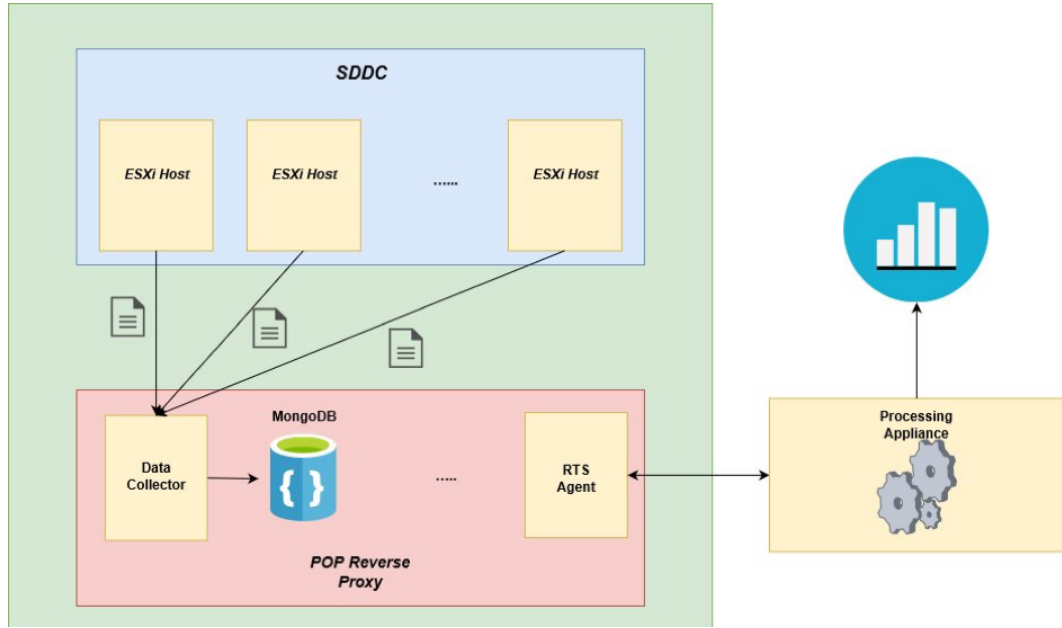 SDDC
ESXi Host
ESXi Host
......
ESXi Host
MongoDB
Data
Collector
.....
RTS
Agent
POP Reverse
Proxy
Processing
Appliance